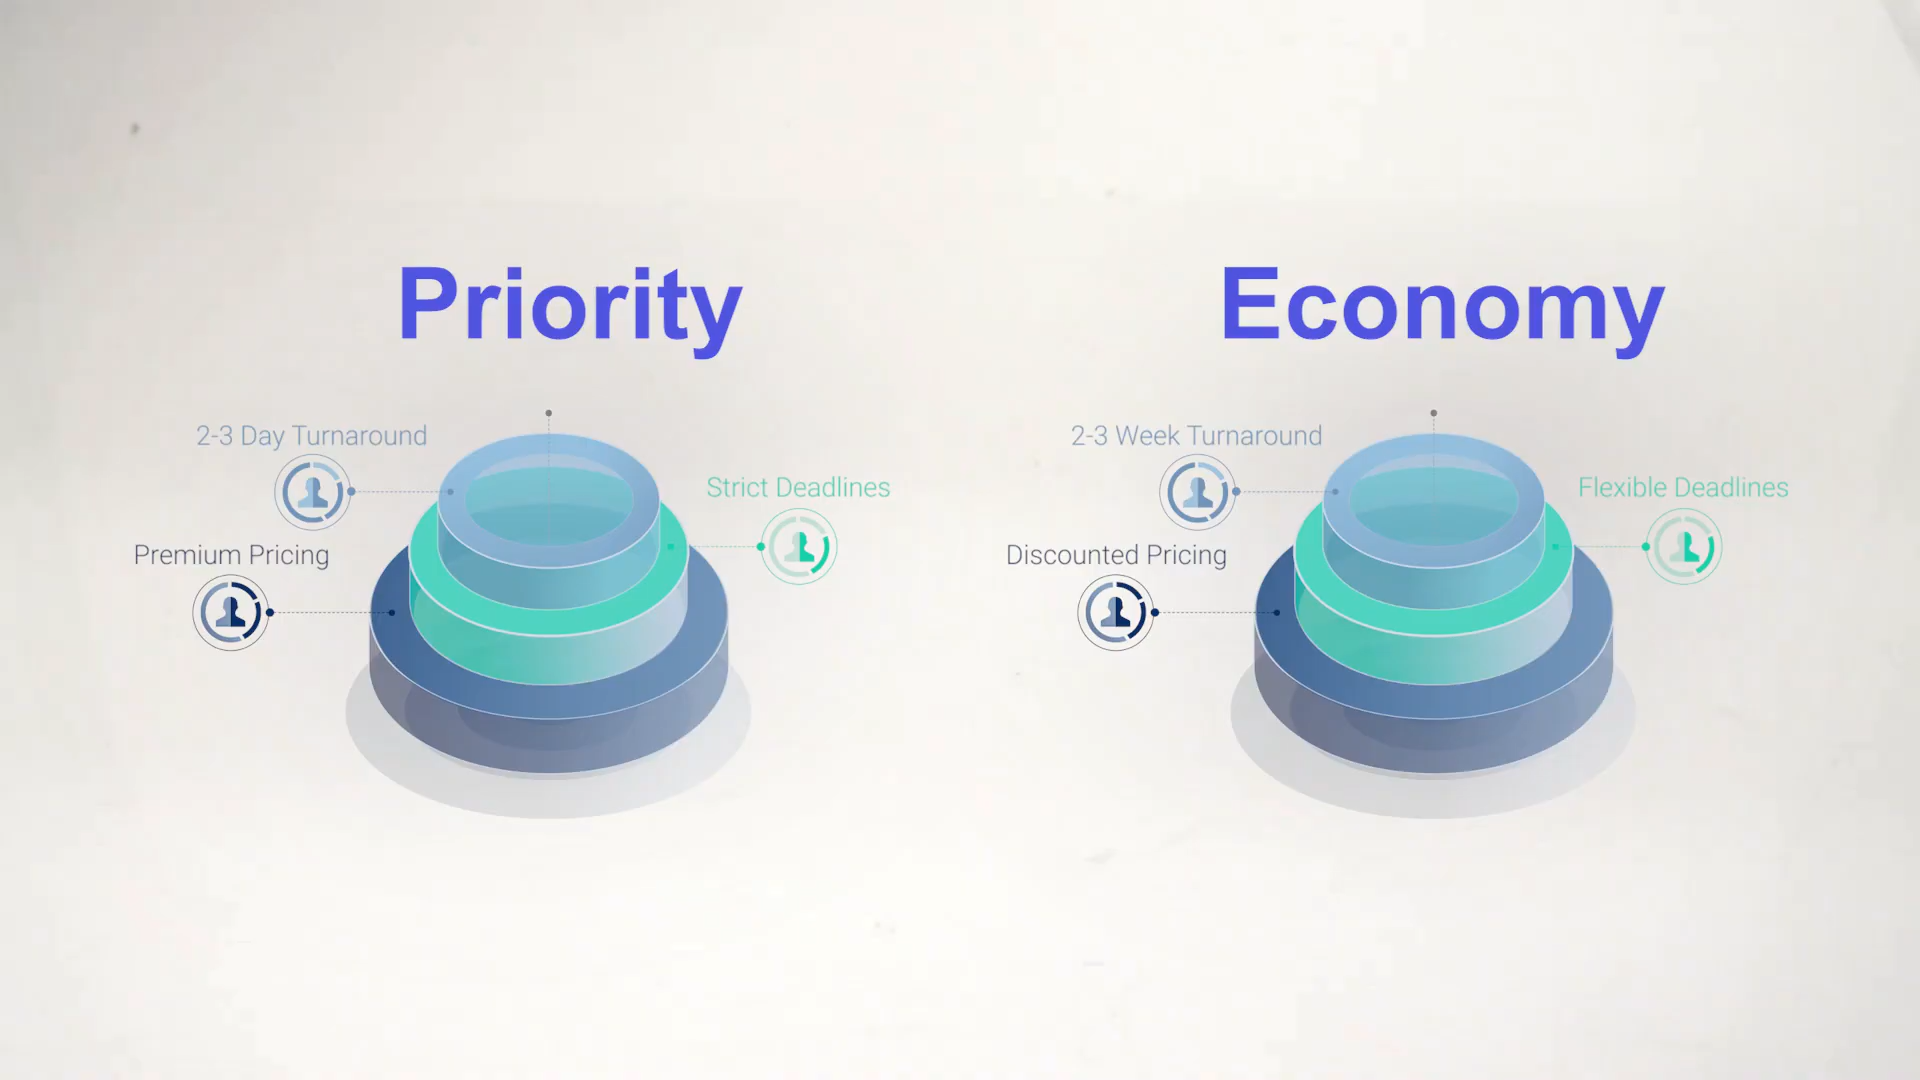 Priority
2-3 Day Turnaround
Strict Deadlines
Premium Pricing
Economy
2-3 Week Turnaround
Flexible Deadlines
Discounted Pricing